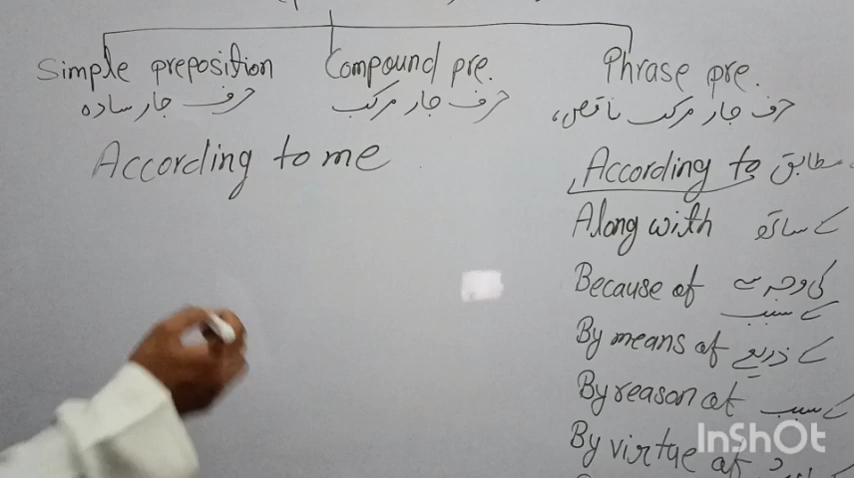 Simple preposition
حرف جار سادہ
Compound pre.
حرف جار مرکب
Phrase pre.
حرف جار مرکب ناقص
According to me
According to مطابق
Along with کے ساتھ
Because of کی وجہ سے
کے سبب
By means of کے ذریعے
By reason of کے سبب
By virtue of
InShOt